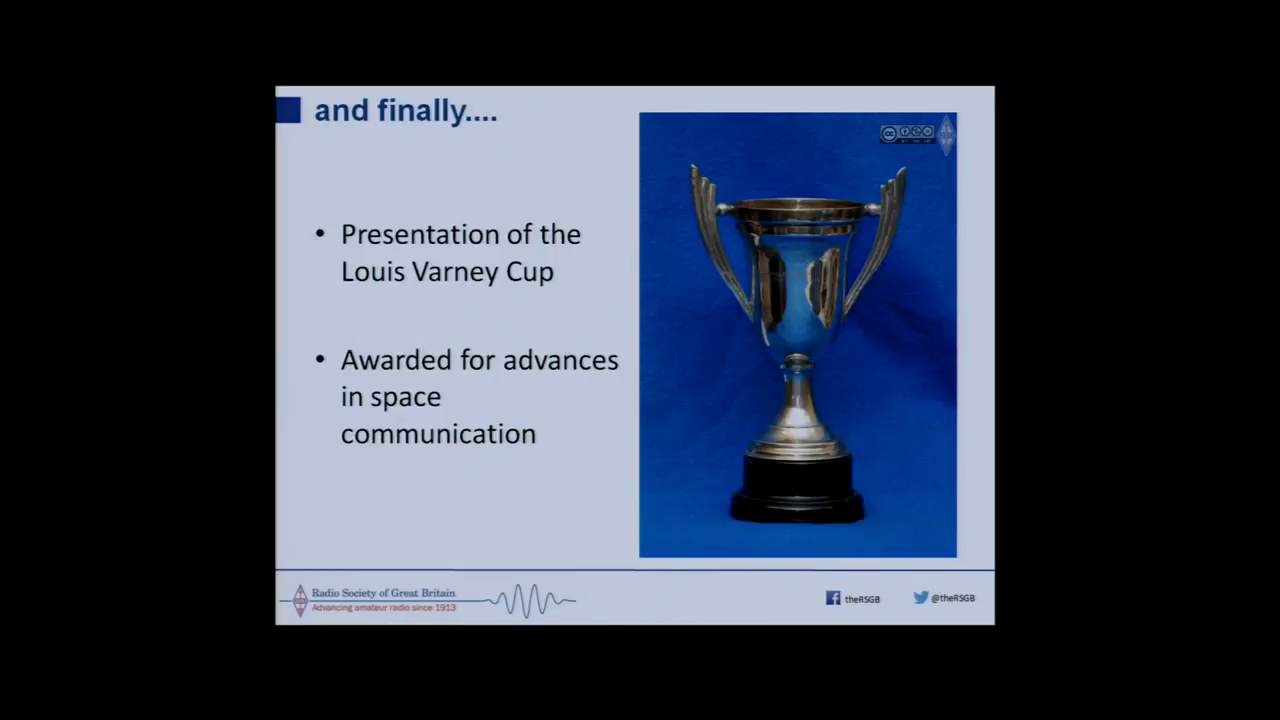 and finally....
• Presentation of the
Louis Varney Cup
• Awarded for advances
in space
communication
Radio Society of Great Britain
Advancing amateur radio since 1913
theRSGB
@theRSGB